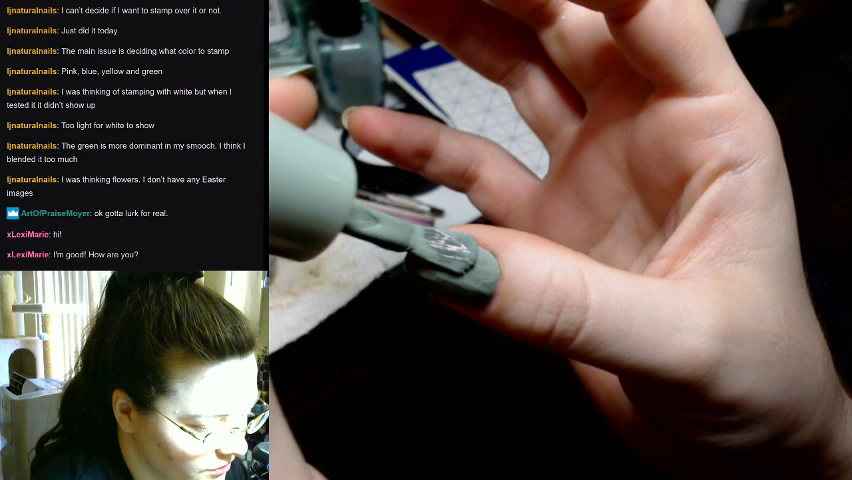 ljnaturalnails: I can't decide if I want to stamp over it or not.
ljnaturalnails: Just did it today
ljnaturalnails: The main issue is deciding what color to stamp
ljnaturalnails: Pink, blue, yellow and green
ljnaturalnails: I was thinking of stamping with white but when I
tested it it didn't show up
ljnaturalnails: Too light for white to show
ljnaturalnails: The green is more dominant in my smooch. I think I
blended it too much
ljnaturalnails: I was thinking flowers. I don't have any Easter
images
ArtOfPraiseMoyer: ok gotta lurk for real.
xLexiMarie: hi!
xLexiMarie: I'm good! How are you?